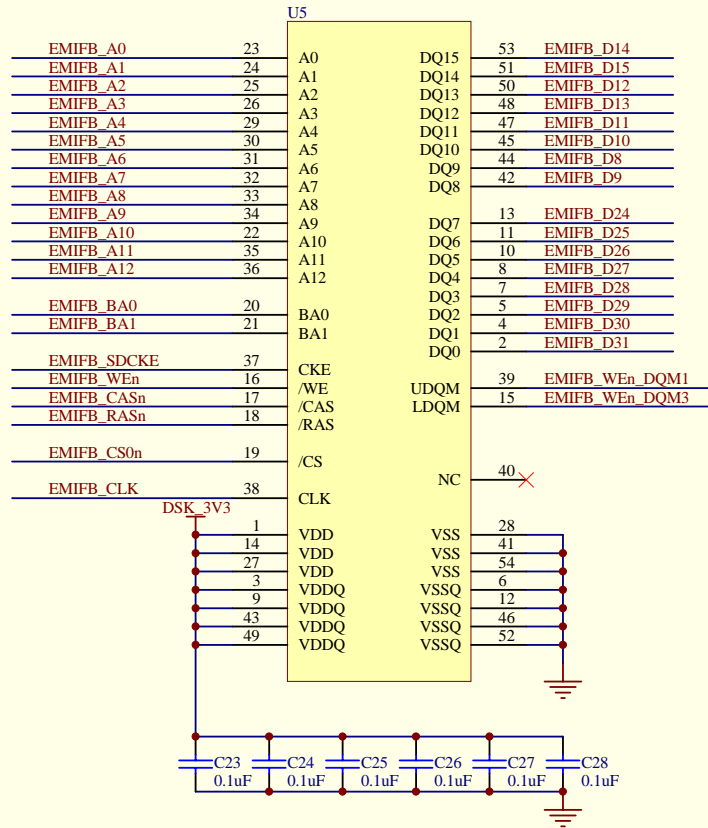 U5
EMIFB_A0 23 A0 DQ15 53 EMIFB_D14
EMIFB_A1 24 A1 DQ14 51 EMIFB_D15
EMIFB_A2 25 A2 DQ13 50 EMIFB_D12
EMIFB_A3 26 A3 DQ12 48 EMIFB_D13
EMIFB_A4 29 A4 DQ11 47 EMIFB_D11
EMIFB_A5 30 A5 DQ10 45 EMIFB_D10
EMIFB_A6 31 A6 DQ9 44 EMIFB_D8
EMIFB_A7 32 A7 DQ8 42 EMIFB_D9
EMIFB_A8 33 A8
EMIFB_A9 34 A9 DQ7 13 EMIFB_D24
EMIFB_A10 22 A10 DQ6 11 EMIFB_D25
EMIFB_A11 35 A11 DQ5 10 EMIFB_D26
EMIFB_A12 36 A12 DQ4 8 EMIFB_D27
DQ3 7 EMIFB_D28
EMIFB_BA0 20 BA0 DQ2 5 EMIFB_D29
EMIFB_BA1 21 BA1 DQ1 4 EMIFB_D30
DQ0 2 EMIFB_D31
EMIFB_SDCKE 37 CKE
EMIFB_WEn 16 /WE UDQM 39 EMIFB_WEn_DQM1
EMIFB_CASn 17 /CAS LDQM 15 EMIFB_WEn_DQM3
EMIFB_RASn 18 /RAS
EMIFB_CS0n 19 /CS
NC 40
EMIFB_CLK 38 CLK
DSK_3V3
1 VDD VSS 28
14 VDD VSS 41
27 VDD VSS 54
3 VDDQ VSSQ 6
9 VDDQ VSSQ 12
43 VDDQ VSSQ 46
49 VDDQ VSSQ 52
C23 C24 C25 C26 C27 C28
0.1uF 0.1uF 0.1uF 0.1uF 0.1uF 0.1uF